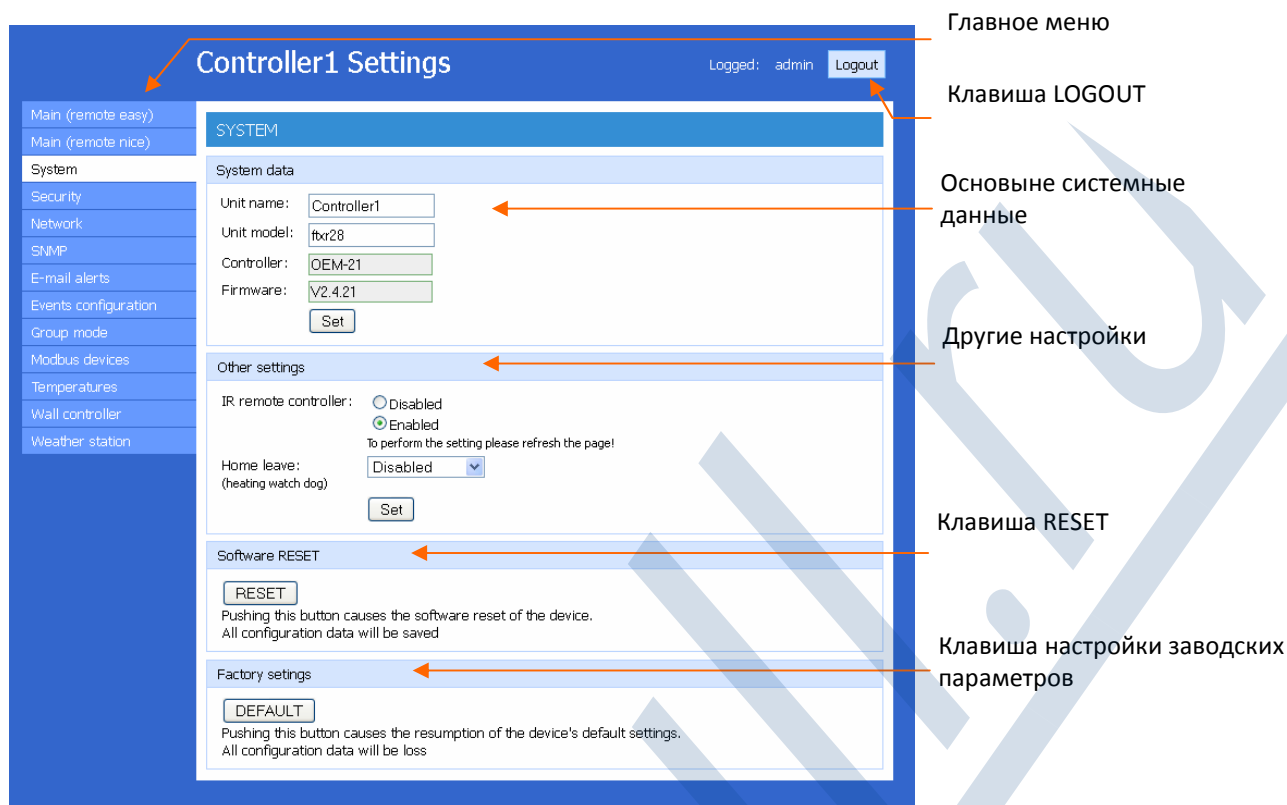 Главное меню
Controller1 Settings
Logged: admin Logout
Клавиша LOGOUT
Main (remote easy)
Main (remote nice)
System
Security
Network
SNMP
E-mail alerts
Events configuration
Group mode
Modbus devices
Temperatures
Wall controller
Weather station
SYSTEM
System data
Unit name: Controller1
Unit model: ftxr28
Controller: OEM-21
Firmware: V2.4.21
Set
Основыне системные
данные
Other settings
Другие настройки
IR remote controller: Disabled
Enabled
To perform the setting please refresh the page!
Home leave: Disabled
(heating watch dog)
Set
Software RESET
Клавиша RESET
RESET
Pushing this button causes the software reset of the device.
All configuration data will be saved
Factory setings
Клавиша настройки заводских
параметров
DEFAULT
Pushing this button causes the resumption of the device's default settings.
All configuration data will be loss
ll.ru